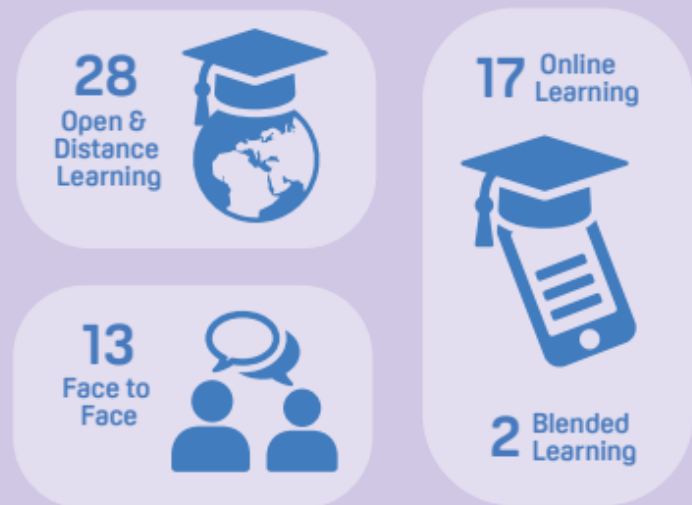 28
Open &
Distance
Learning
13
Face to
Face
17 Online
Learning
2 Blended
Learning